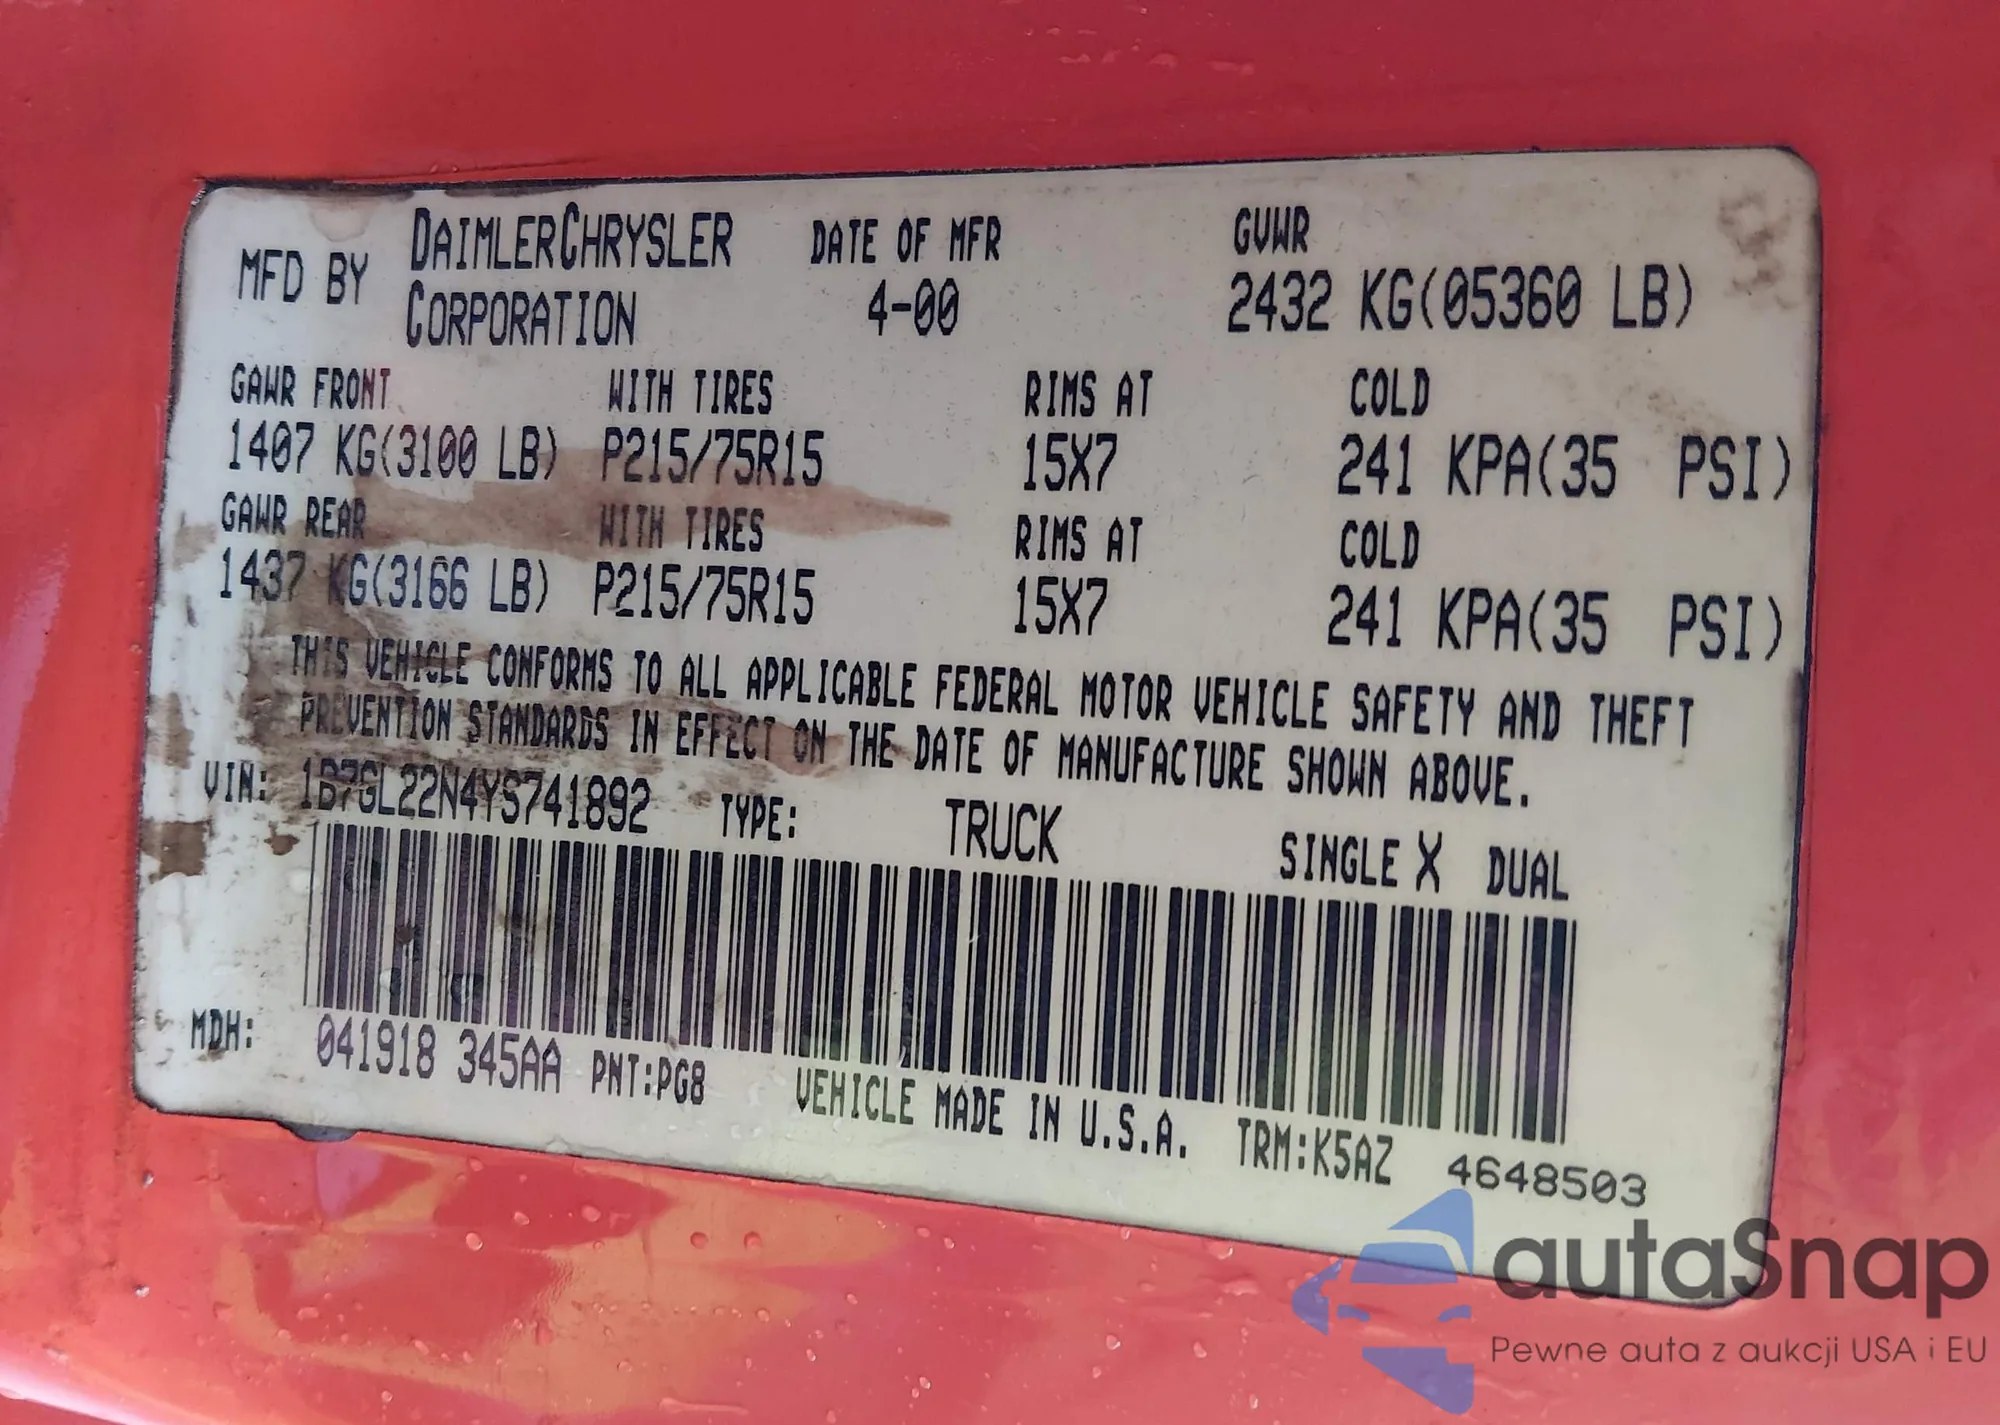 MFD BY DAIMLERCHRYSLER CORPORATION
DATE OF MFR
4-00
GVWR
2432 KG(05360 LB)
GAWR FRONT WITH TIRES RIMS AT COLD
1407 KG(3100 LB) P215/75R15 15X7 241 KPA(35 PSI)
GAWR REAR WITH TIRES RIMS AT COLD
1437 KG(3166 LB) P215/75R15 15X7 241 KPA(35 PSI)
THIS VEHICLE CONFORMS TO ALL APPLICABLE FEDERAL MOTOR VEHICLE SAFETY AND THEFT
PREVENTION STANDARDS IN EFFECT ON THE DATE OF MANUFACTURE SHOWN ABOVE.
VIN: 1B7GL22N4YS741892 TYPE: TRUCK SINGLE X DUAL
MDH: 041918 345AA PNT:PG8 VEHICLE MADE IN U.S.A. TRM:K5AZ 4648503
autaSnap
Pewne auta z aukcji USA i EU